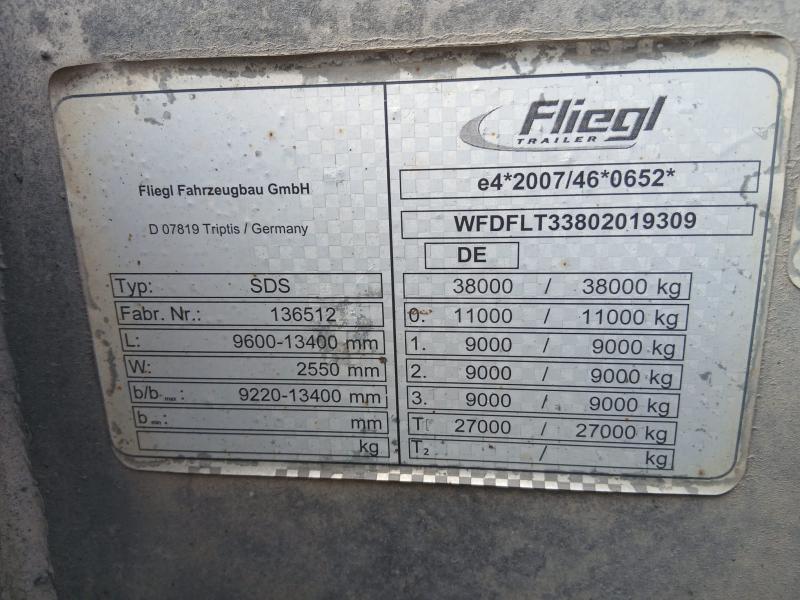 Fliegl
TRAILER
Fliegl Fahrzeugbau GmbH
D 07819 Triptis / Germany
e4*2007/46*0652*
WFDFLT33802019309
DE
Typ: SDS
Fabr. Nr.: 136512
L: 9600-13400 mm
W: 2550 mm
b/b max.: 9220-13400 mm
b min.: mm
kg
38000 / 38000 kg
0. 11000 / 11000 kg
1. 9000 / 9000 kg
2. 9000 / 9000 kg
3. 9000 / 9000 kg
T 27000 / 27000 kg
T₂ / kg